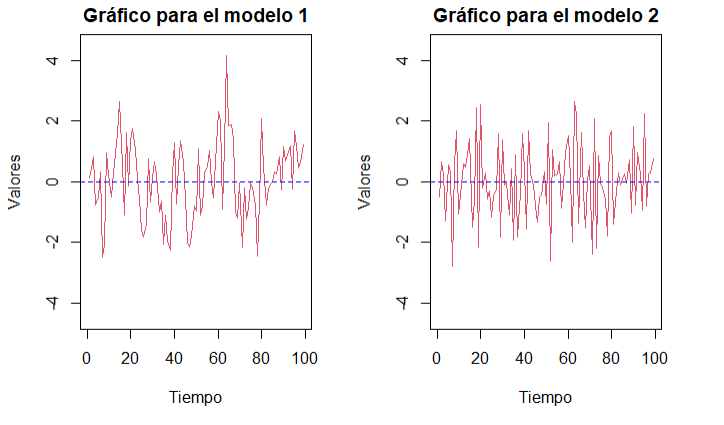 Gráfico para el modelo 1
Valores
4
2
0
-2
-4
0 20 40 60 80 100
Tiempo
Gráfico para el modelo 2
Valores
4
2
0
-2
-4
0 20 40 60 80 100
Tiempo